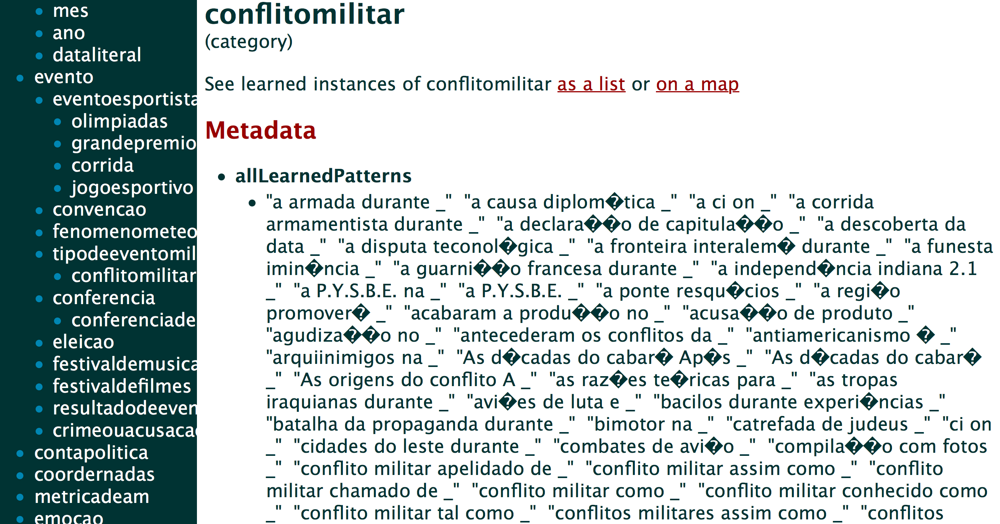 mes
ano
dataliteral
evento
eventoesportista
olimpiadas
grandepremio
corrida
jogoesportivo
convencao
fenomenometeo
tipodeeventomil
conflitomilitar
conferencia
conferenciade
eleicao
festivaldemusica
festivaldefilmes
resultadodeeven
crimeouacusacao
contapolitica
coordernadas
metricadeam
emocao
conflitomilitar
(category)
See learned instances of conflitomilitar as a list or on a map
Metadata
allLearnedPatterns
"a armada durante _" "a causa diplom�tica _" "a ci on _" "a corrida
armamentista durante _" "a declara��o de capitula��o _" "a descoberta da
data _" "a disputa teconol�gica _" "a fronteira interalem� durante _" "a funesta
imin�ncia _" "a guarni��o francesa durante _" "a independ�ncia indiana 2.1
_" "a P.Y.S.B.E. na _" "a P.Y.S.B.E. _" "a ponte resqu�cios _" "a regi�o
promover� _" "acabaram a produ��o no _" "acusa��o de produto _"
"agudiza��o no _" "antecederam os conflitos da _" "antiamericanismo � _"
"arquiinimigos na _" "As d�cadas do cabar� Ap�s _" "As d�cadas do cabar�
_" "As origens do conflito A _" "as raz�es te�ricas para _" "as tropas
iraquianas durante _" "avi�es de luta e _" "bacilos durante experi�ncias _"
"batalha da propaganda durante _" "bimotor na _" "catrefada de judeus _" "ci on
_" "cidades do leste durante _" "combates de avi�o _" "compila��o com fotos
_" "conflito militar apelidado de _" "conflito militar assim como _" "conflito
militar chamado de _" "conflito militar como _" "conflito militar conhecido como
_" "conflito militar tal como _" "conflitos militares assim como _" "conflitos